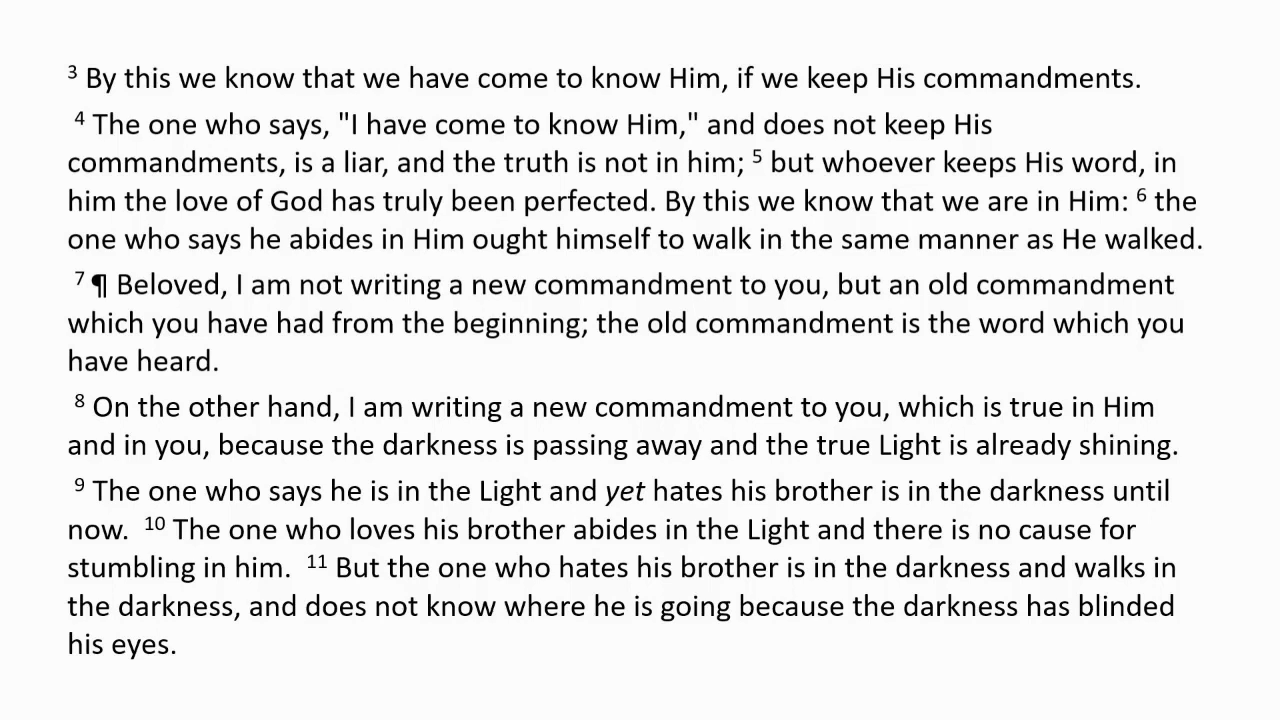 3 By this we know that we have come to know Him, if we keep His commandments.
4 The one who says, "I have come to know Him," and does not keep His
commandments, is a liar, and the truth is not in him; 5 but whoever keeps His word, in
him the love of God has truly been perfected. By this we know that we are in Him: 6 the
one who says he abides in Him ought himself to walk in the same manner as He walked.
7 ¶ Beloved, I am not writing a new commandment to you, but an old commandment
which you have had from the beginning; the old commandment is the word which you
have heard.
8 On the other hand, I am writing a new commandment to you, which is true in Him
and in you, because the darkness is passing away and the true Light is already shining.
9 The one who says he is in the Light and yet hates his brother is in the darkness until
now. 10 The one who loves his brother abides in the Light and there is no cause for
stumbling in him. 11 But the one who hates his brother is in the darkness and walks in
the darkness, and does not know where he is going because the darkness has blinded
his eyes.